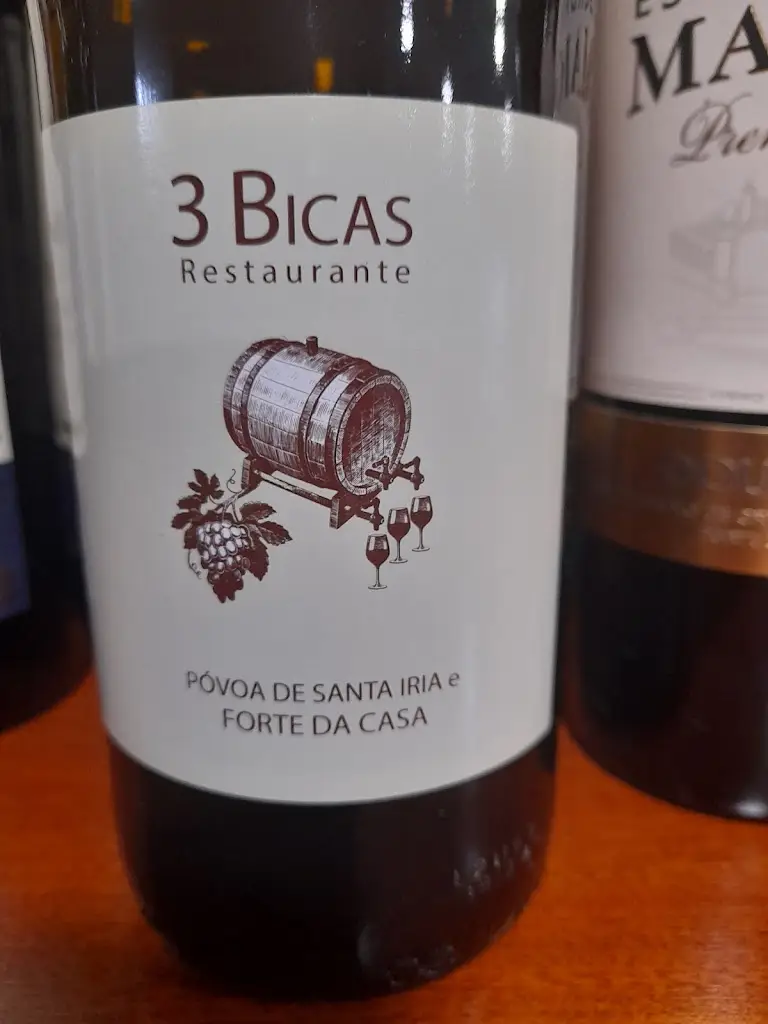 3 BICAS
Restaurante
PÓVOA DE SANTA IRIA e
FORTE DA CASA
MA